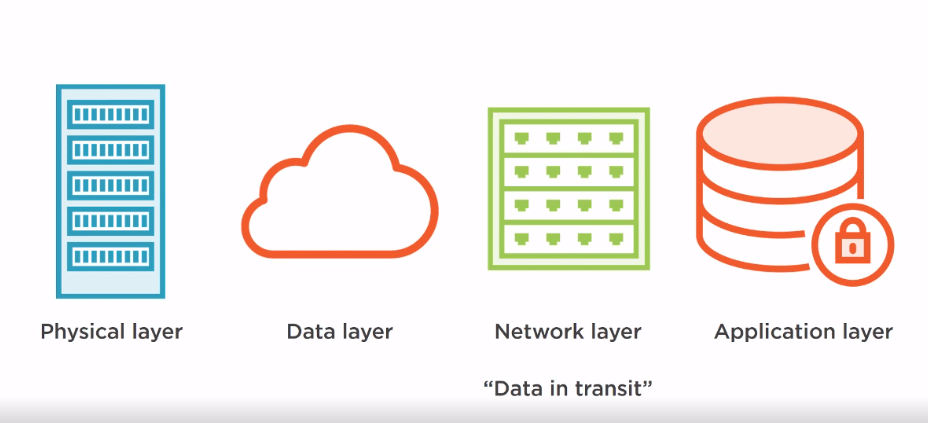 Physical layer
Data layer
Network layer
Application layer
“Data in transit”